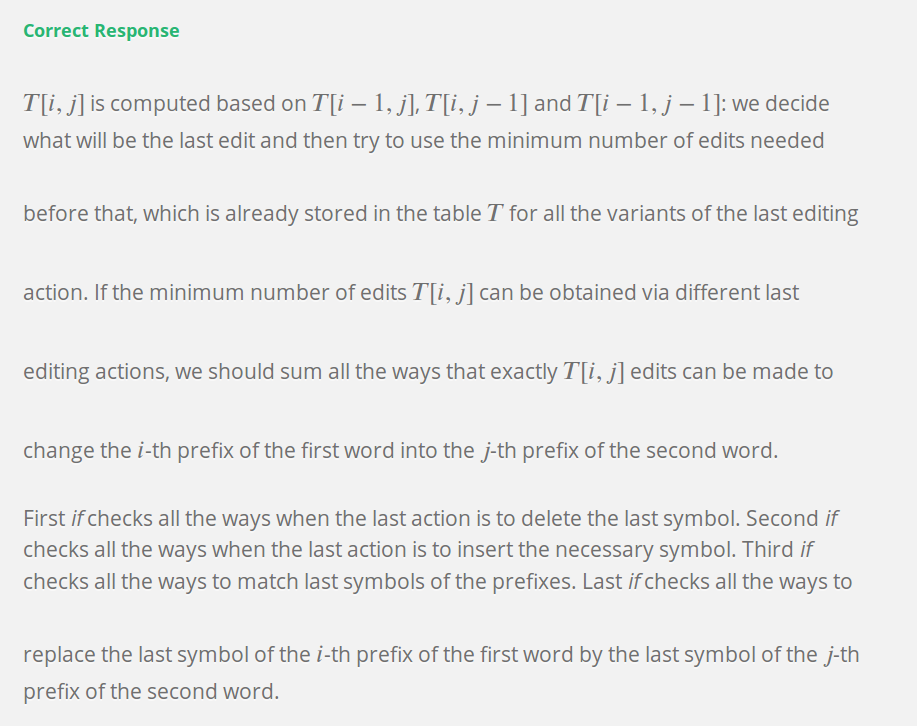 Correct Response
T[i, j] is computed based on T[i − 1, j], T[i, j − 1] and T[i − 1, j − 1]: we decide
what will be the last edit and then try to use the minimum number of edits needed
before that, which is already stored in the table T for all the variants of the last editing
action. If the minimum number of edits T[i, j] can be obtained via different last
editing actions, we should sum all the ways that exactly T[i, j] edits can be made to
change the i-th prefix of the first word into the j-th prefix of the second word.
First if checks all the ways when the last action is to delete the last symbol. Second if
checks all the ways when the last action is to insert the necessary symbol. Third if
checks all the ways to match last symbols of the prefixes. Last if checks all the ways to
replace the last symbol of the i-th prefix of the first word by the last symbol of the j-th
prefix of the second word.